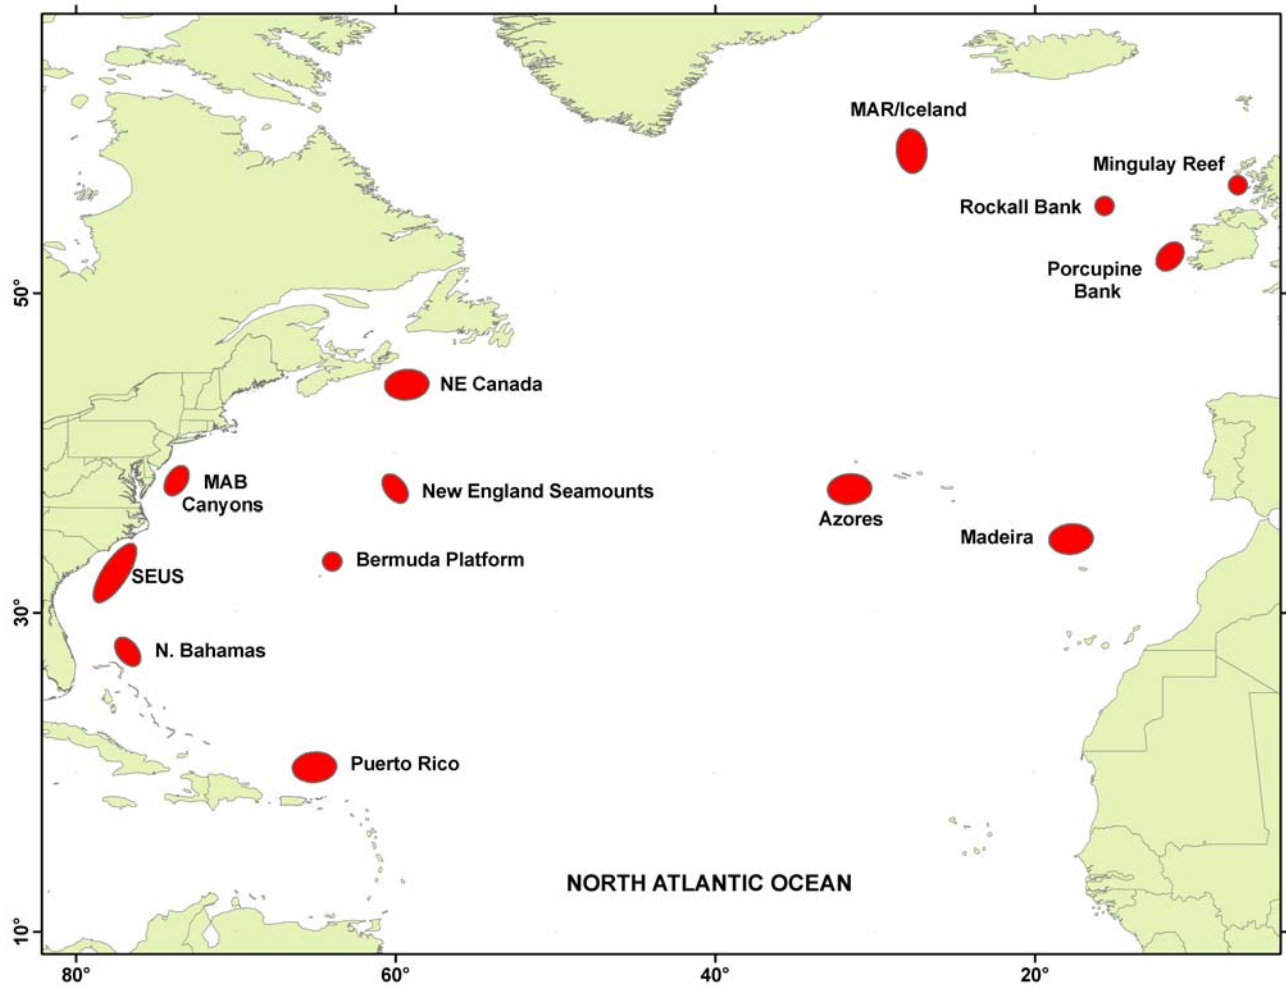 MAR/Iceland
Mingulay Reef
Rockall Bank
Porcupine
Bank
50°
NE Canada
MAB
Canyons
New England Seamounts
Azores
Madeira
Bermuda Platform
SEUS
30°
N. Bahamas
Puerto Rico
NORTH ATLANTIC OCEAN
10°
80°
60°
40°
20°